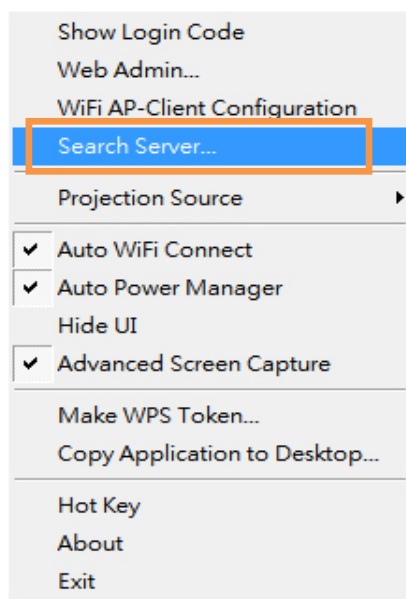 Show Login Code
Web Admin...
WiFi AP-Client Configuration
Search Server...
Projection Source
Auto WiFi Connect
Auto Power Manager
Hide UI
Advanced Screen Capture
Make WPS Token...
Copy Application to Desktop...
Hot Key
About
Exit